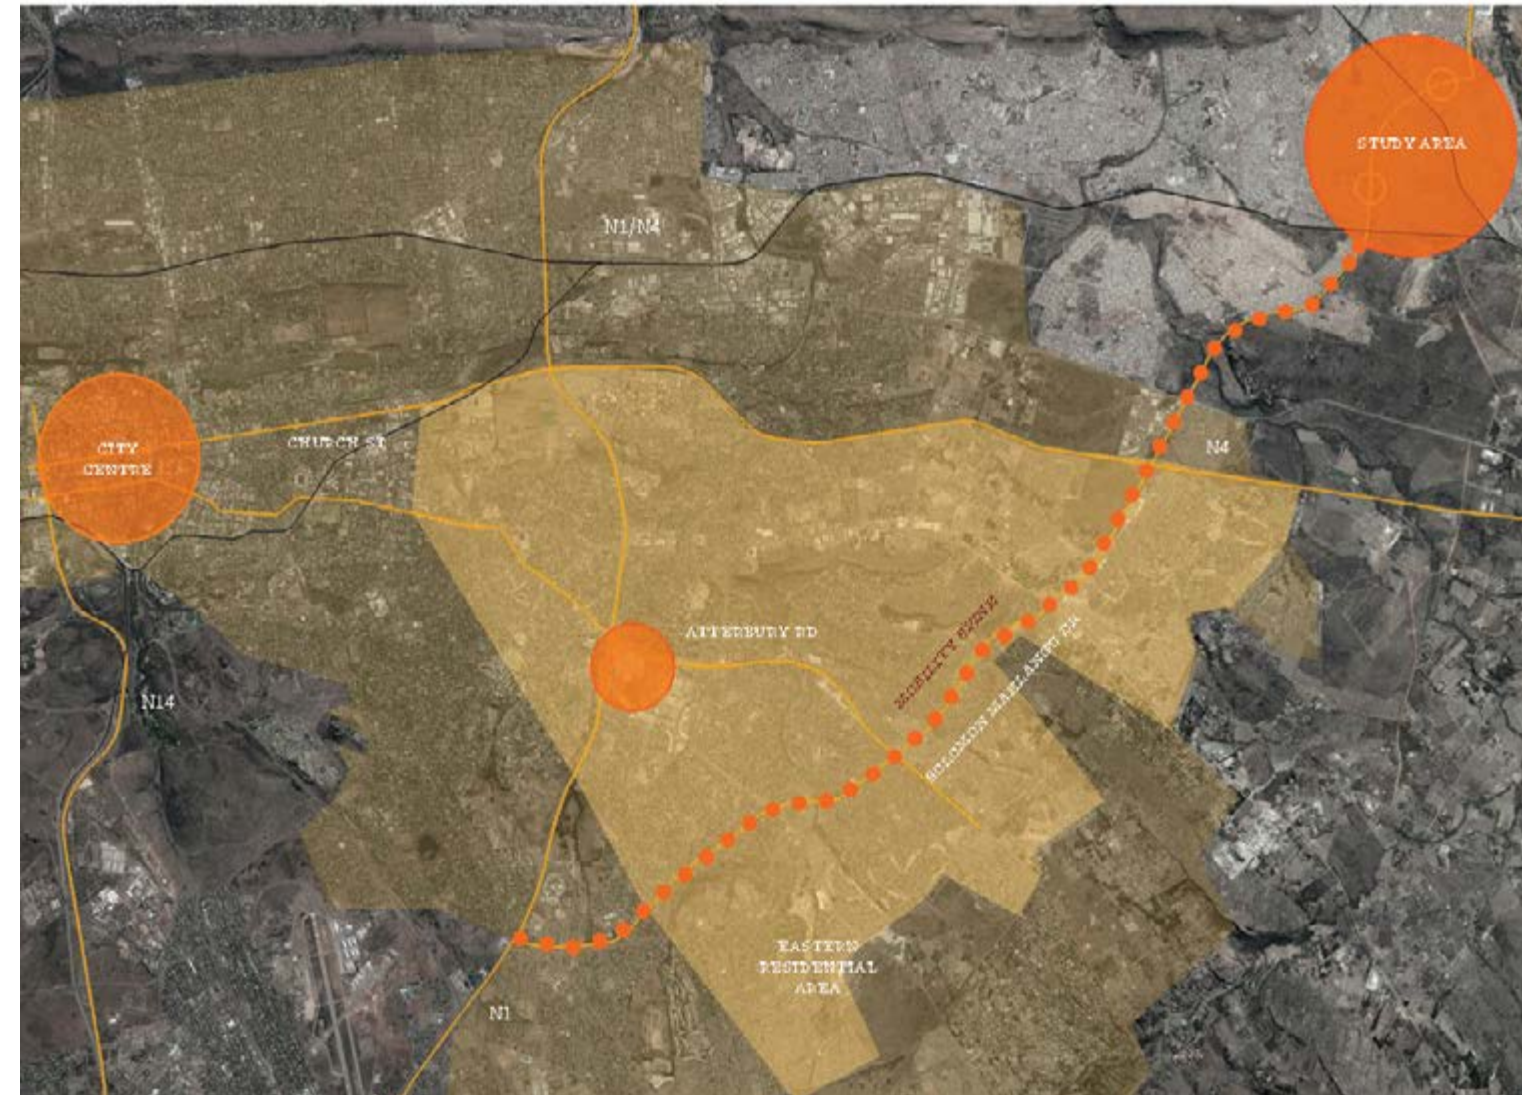 STUDY AREA
N1/N4
CITY
CENTRE
CHURCH ST
N4
ATTERBURY RD
MOBILITY SPINE
SOLOMON MAHLANGU DR
N14
EASTERN
RESIDENTIAL
AREA
N1